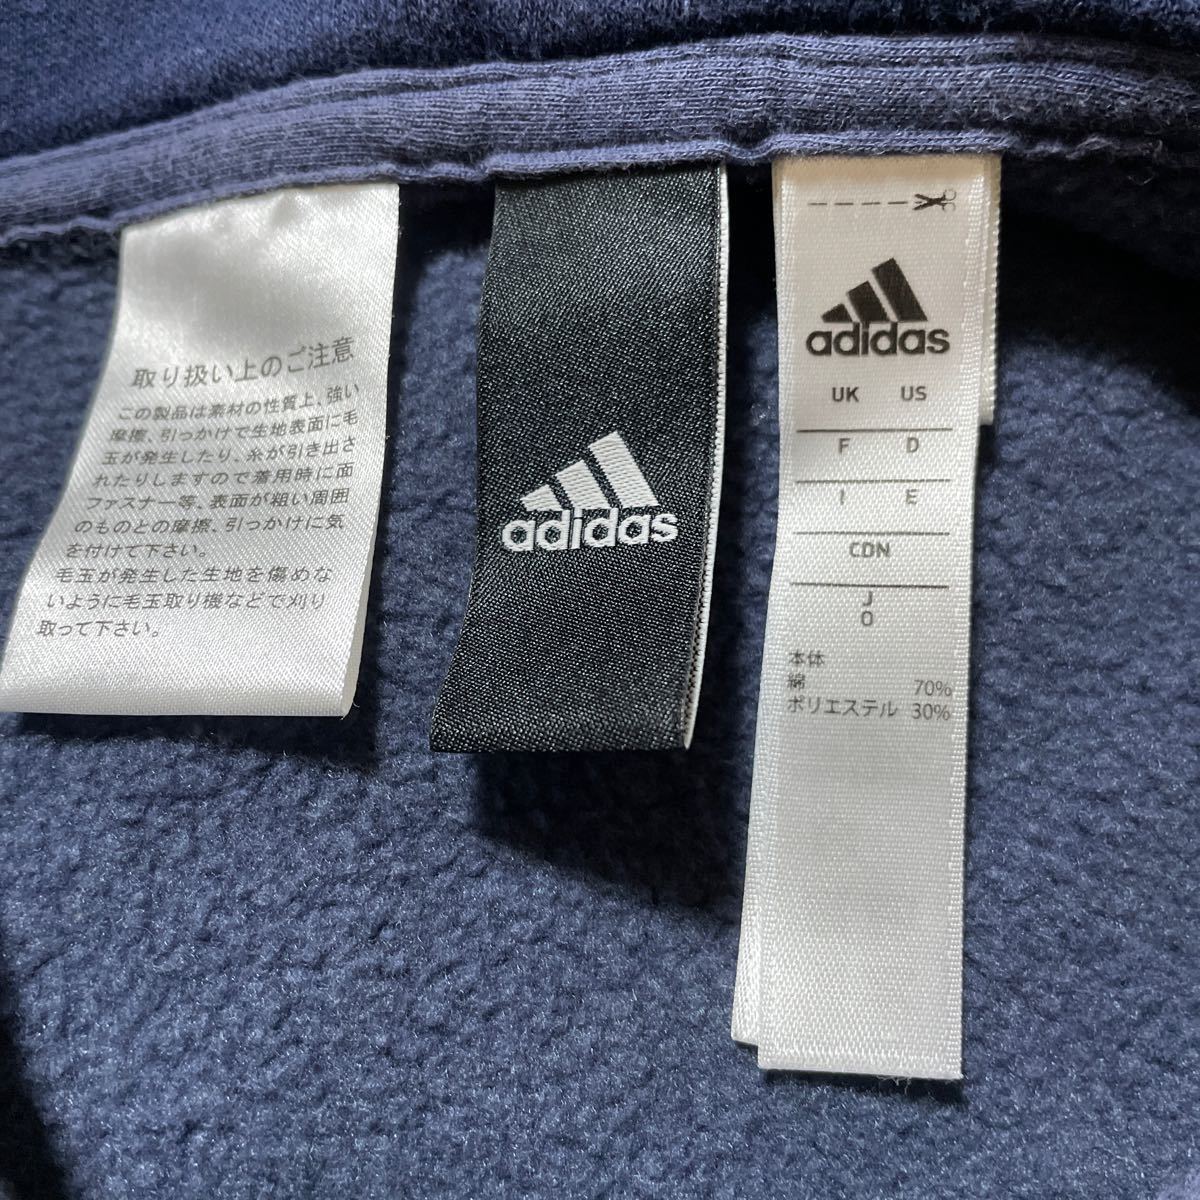 取り扱い上のご注意
この製品は素材の性質上、強い
摩擦、引っかけで生地表面に毛
玉が発生したり、糸が引き出さ
れたりしますので着用時に面
ファスナー等、表面が粗い周囲
のものとの摩擦、引っかけに気
を付けて下さい。
毛玉が発生した生地を傷めな
いように毛玉取り機などで刈り
取って下さい。
adidas
adidas
UK US
F D
I E
CDN
J
O
本体
綿 70%
ポリエステル 30%